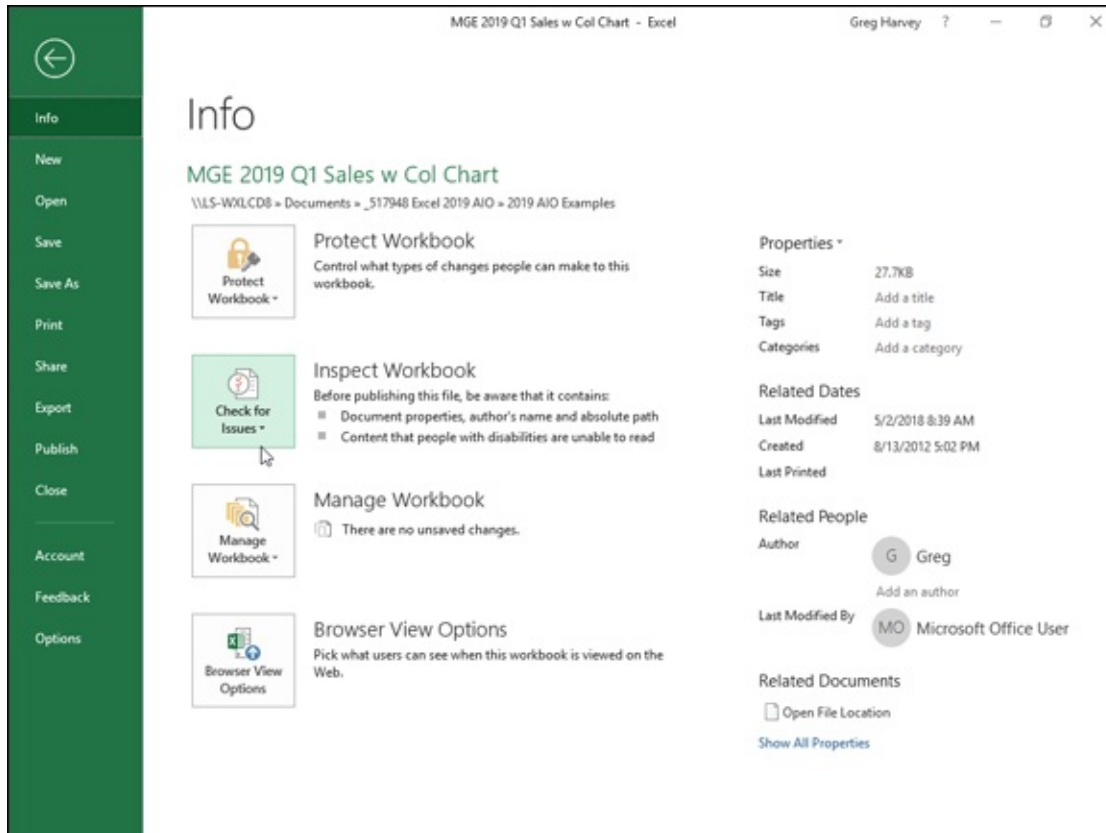 MGE 2019 Q1 Sales w Col Chart - Excel
Greg Harvey ?
Info
New
Open
Save
Save As
Print
Share
Export
Publish
Close
Account
Feedback
Options
Info
MGE 2019 Q1 Sales w Col Chart
\\LS-WXLCD8 » Documents » _517948 Excel 2019 AIO » 2019 AIO Examples
Protect
Workbook
Protect Workbook
Control what types of changes people can make to this
workbook.
Check for
Issues
Inspect Workbook
Before publishing this file, be aware that it contains:
Document properties, author's name and absolute path
Content that people with disabilities are unable to read
Manage
Workbook
Manage Workbook
There are no unsaved changes.
Browser View
Options
Browser View Options
Pick what users can see when this workbook is viewed on the
Web.
Properties
Size 27.7KB
Title Add a title
Tags Add a tag
Categories Add a category
Related Dates
Last Modified 5/2/2018 8:39 AM
Created 8/13/2012 5:02 PM
Last Printed
Related People
Author G Greg
Add an author
Last Modified By MO Microsoft Office User
Related Documents
Open File Location
Show All Properties